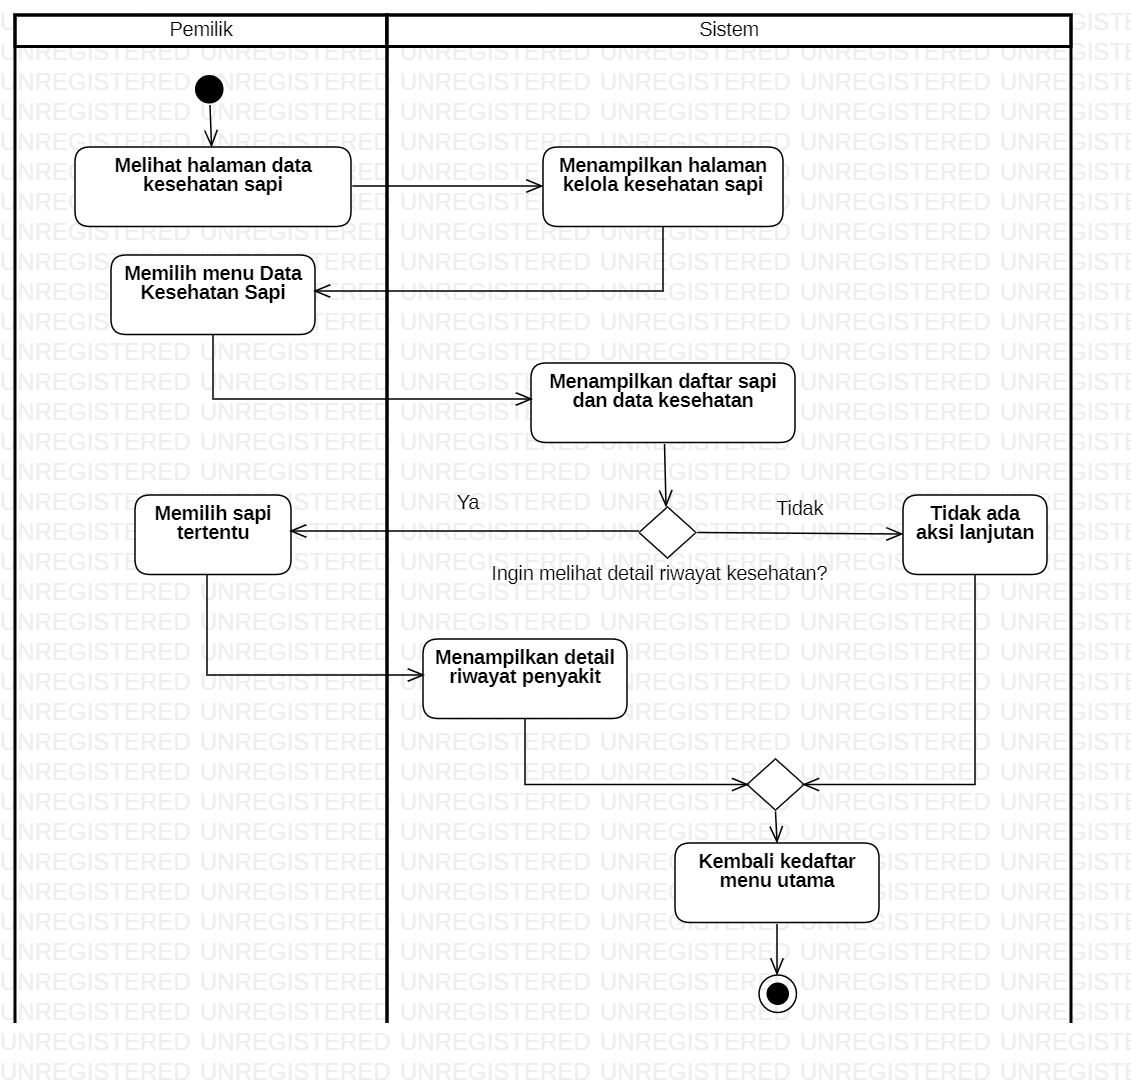 Pemilik
Sistem
Melihat halaman data
kesehatan sapi
Menampilkan halaman
kelola kesehatan sapi
Memilih menu Data
Kesehatan Sapi
Menampilkan daftar sapi
dan data kesehatan
Ya
Tidak
Memilih sapi
tertentu
Tidak ada
aksi lanjutan
Ingin melihat detail riwayat kesehatan?
Menampilkan detail
riwayat penyakit
Kembali kedaftar
menu utama
UNREGISTERED